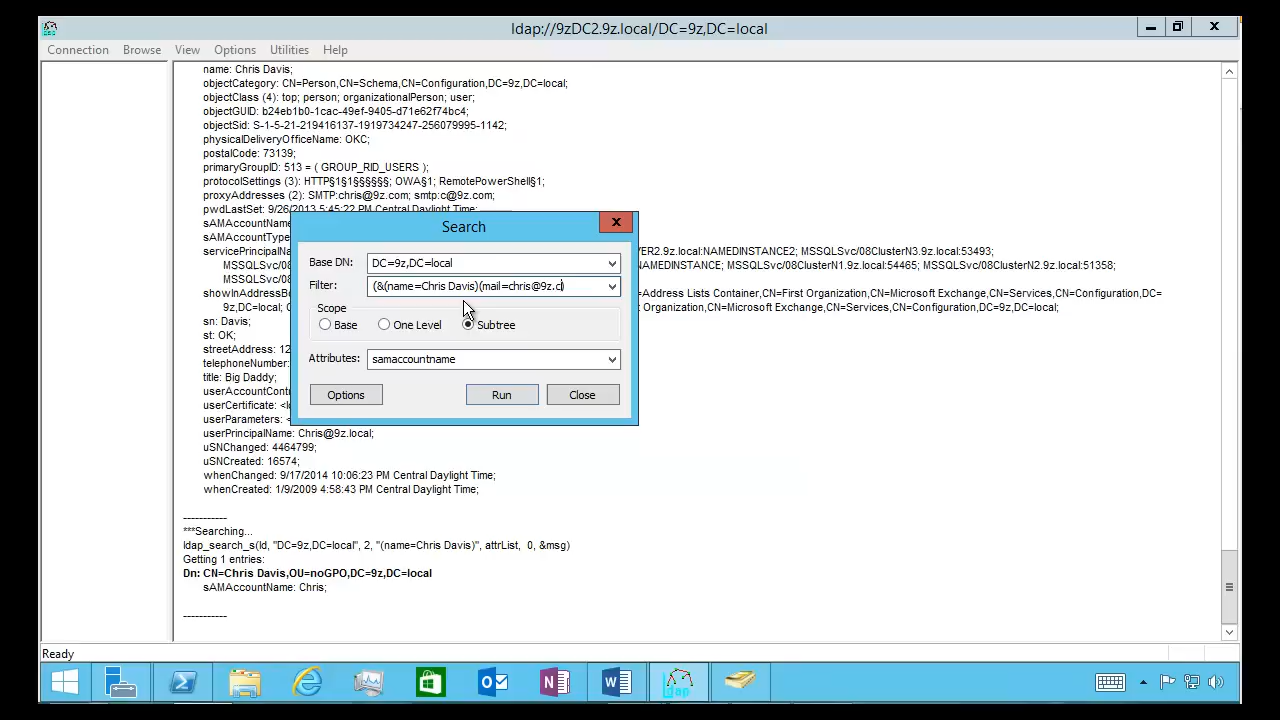 ldap://9zDC2.9z.local/DC=9z,DC=local
Connection Browse View Options Utilities Help
name: Chris Davis;
objectCategory: CN=Person,CN=Schema,CN=Configuration,DC=9z,DC=local;
objectClass (4): top; person; organizationalPerson; user;
objectGUID: b24eb1b0-1cac-49ef-9405-d71e62f74bc4;
objectSid: S-1-5-21-219416137-1919734247-256079995-1142;
physicalDeliveryOfficeName: OKC;
postalCode: 73139;
primaryGroupID: 513 = ( GROUP_RID_USERS );
protocolSettings (3): HTTP§1§1§§§§§§; OWA§1; RemotePowerShell§1;
proxyAddresses (2): SMTP:chris@9z.com; smtp:c@9z.com;
pwdLastSet: 9/26/2013 5:45:22 PM Central Daylight Time;
sAMAccountName
sAMAccountType
servicePrincipalNa VER2.9z.local:NAMEDINSTANCE2; MSSQLSvc/08ClusterN3.9z.local:53493;
MSSQLSvc/08 NAMEDINSTANCE; MSSQLSvc/08ClusterN1.9z.local:54465; MSSQLSvc/08ClusterN2.9z.local:51358;
MSSQLSvc/08
showInAddressBo =Address Lists Container,CN=First Organization,CN=Microsoft Exchange,CN=Services,CN=Configuration,DC=
9z,DC=local; t Organization,CN=Microsoft Exchange,CN=Services,CN=Configuration,DC=9z,DC=local;
sn: Davis;
st: OK;
streetAddress: 12
telephoneNumber:
title: Big Daddy;
userAccountContr
userCertificate: <l
userParameters: <
userPrincipalName: Chris@9z.local;
uSNChanged: 4464799;
uSNCreated: 16574;
whenChanged: 9/17/2014 10:06:23 PM Central Daylight Time;
whenCreated: 1/9/2009 4:58:43 PM Central Daylight Time;
-----------
***Searching...
ldap_search_s(ld, "DC=9z,DC=local", 2, "(name=Chris Davis)", attrList, 0, &msg)
Getting 1 entries:
Dn: CN=Chris Davis,OU=noGPO,DC=9z,DC=local
sAMAccountName: Chris;
-----------
Search
Base DN: DC=9z,DC=local
Filter: (&(name=Chris Davis)(mail=chris@9z.c)
Scope
Base One Level Subtree
Attributes: samaccountname
Options Run Close
Ready
ldap